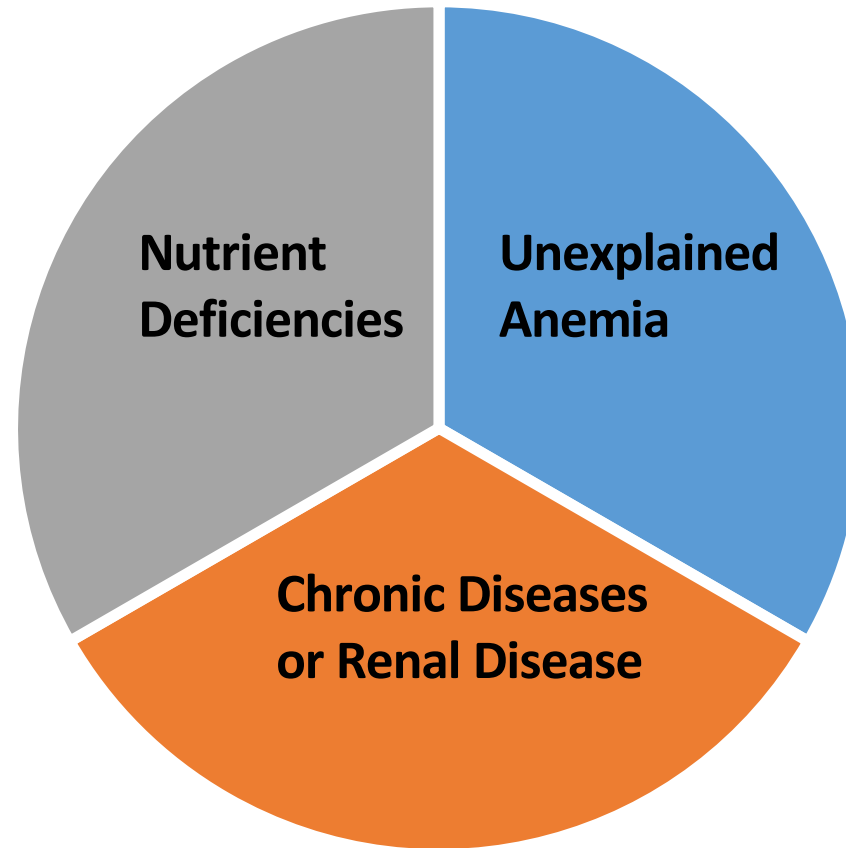 Nutrient
Deficiencies
Unexplained
Anemia
Chronic Diseases
or Renal Disease